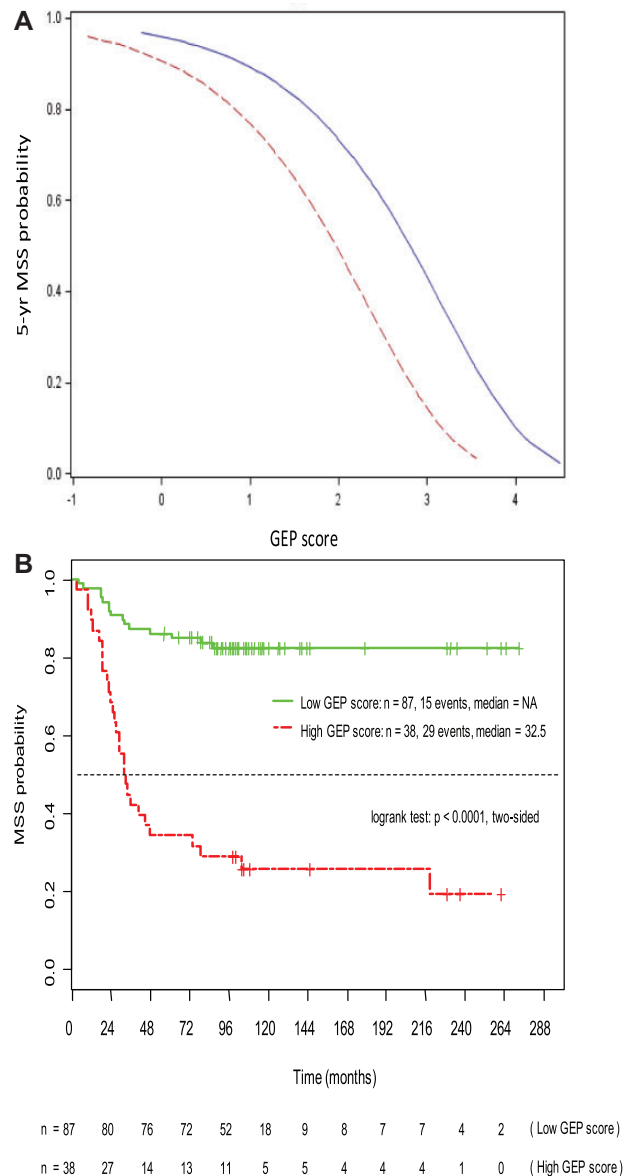 A
1.0
0.8
0.6
0.4
0.2
0.0
5-yr MSS probability
-1 0 1 2 3 4
GEP score
B
1.0
0.8
0.6
0.4
0.2
0.0
MSS probability
Low GEP score: n = 87, 15 events, median = NA
High GEP score: n = 38, 29 events, median = 32.5
logrank test: p < 0.0001, two-sided
0 24 48 72 96 120 144 168 192 216 240 264 288
Time (months)
n = 87 80 76 72 52 18 9 8 7 7 4 2 ( Low GEP score )
n = 38 27 14 13 11 5 5 4 4 4 1 0 ( High GEP score )